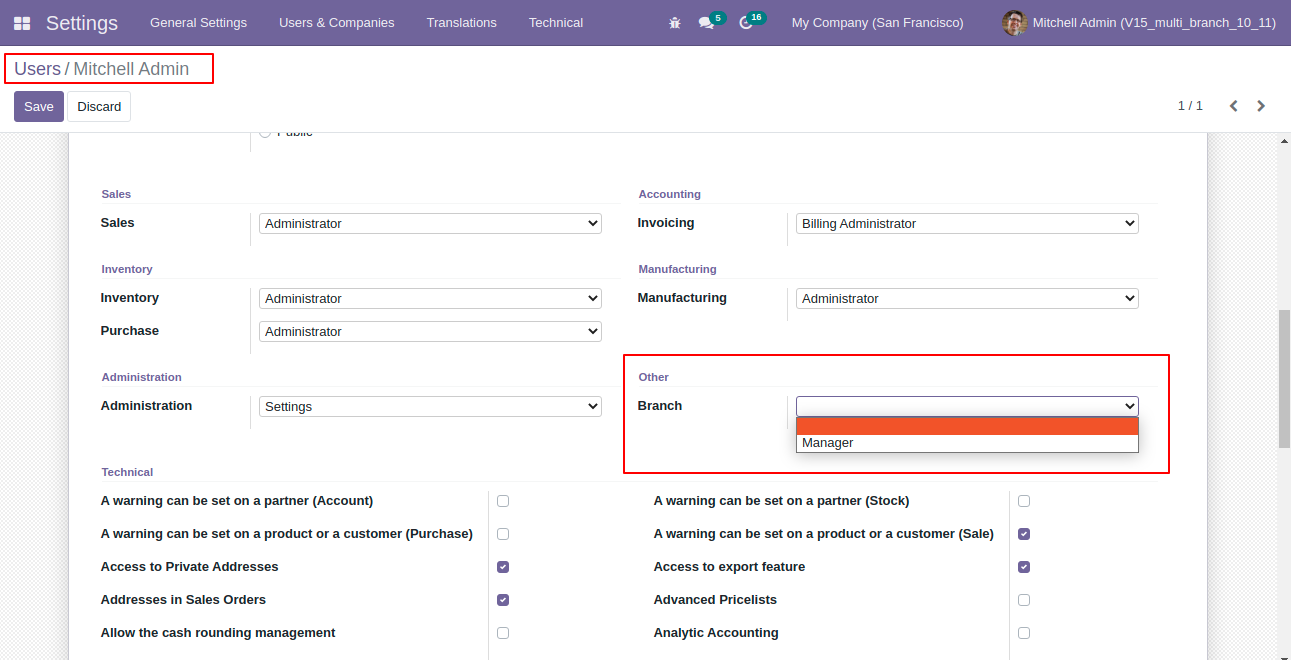 Settings General Settings Users & Companies Translations Technical 5 16 My Company (San Francisco) Mitchell Admin (V15_multi_branch_10_11)
Users / Mitchell Admin
Save Discard 1 / 1
Public
Sales Accounting
Sales Administrator Invoicing Billing Administrator
Inventory Manufacturing
Inventory Administrator Manufacturing Administrator
Purchase Administrator
Administration Other
Administration Settings Branch
Manager
Technical
A warning can be set on a partner (Account) A warning can be set on a partner (Stock)
A warning can be set on a product or a customer (Purchase) A warning can be set on a product or a customer (Sale)
Access to Private Addresses Access to export feature
Addresses in Sales Orders Advanced Pricelists
Allow the cash rounding management Analytic Accounting